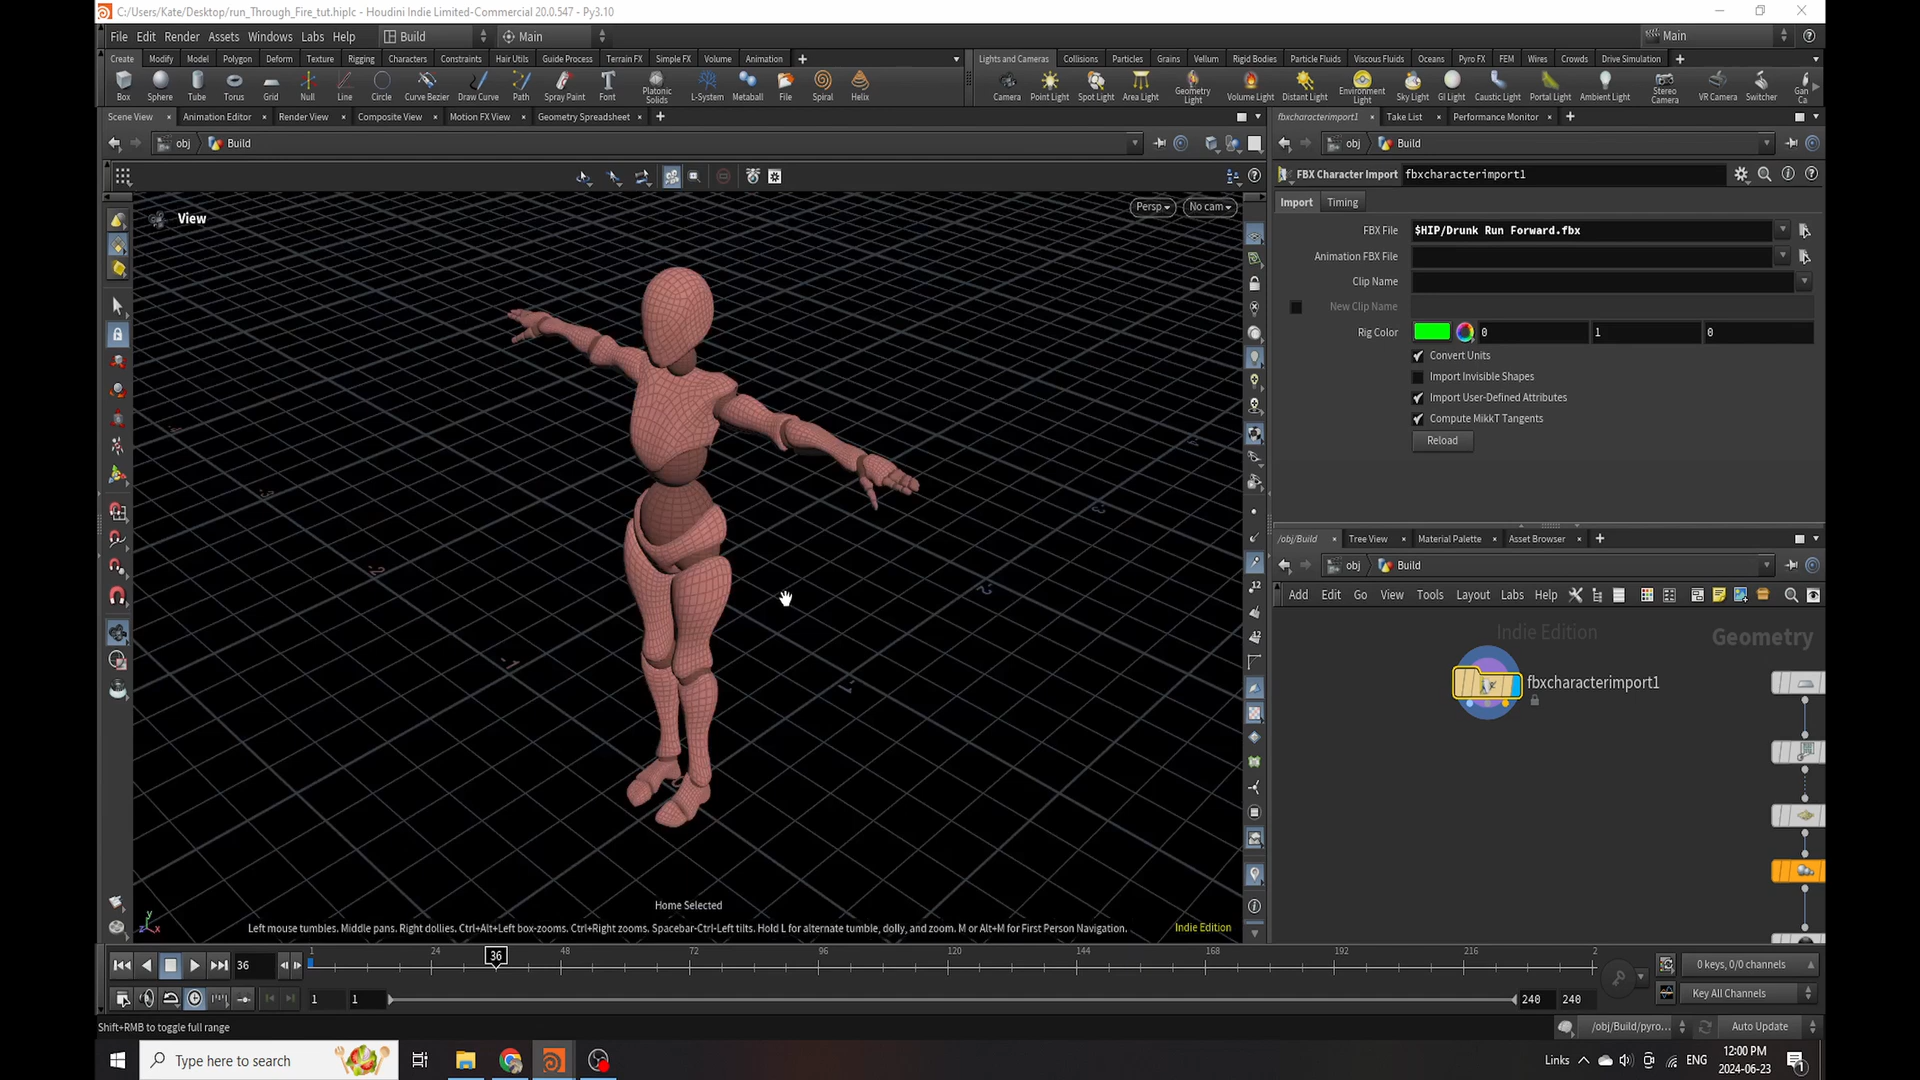 C:/Users/Kate/Desktop/run_Through_Fire_tut.hiplc - Houdini Indie Limited-Commercial 20.0.547 - Py3.10
File Edit Render Assets Windows Labs Help Build Main Main
Create Modify Model Polygon Deform Texture Rigging Characters Constraints Hair Utils Guide Process Terrain FX Simple FX Volume Animation
Lights and Cameras Collisions Particles Grains Vellum Rigid Bodies Particle Fluids Viscous Fluids Oceans Pyro FX FEM Wires Crowds Drive Simulation
Box Sphere Tube Torus Grid Null Line Circle Curve Bezier Draw Curve Path Spray Paint Font Platonic Solids L-System Metaball File Spiral Helix
Camera Point Light Spot Light Area Light Geometry Light Volume Light Distant Light Environment Light Sky Light GI Light Caustic Light Portal Light Ambient Light Stereo Camera VR Camera Switcher Gan Ca
Scene View Animation Editor Render View Composite View Motion FX View Geometry Spreadsheet
fbxcharacterimport1 Take List Performance Monitor
obj Build
obj Build
FBX Character Import fbxcharacterimport1
View
Persp No cam
Import Timing
FBX File $HIP/Drunk Run Forward.fbx
Animation FBX File
Clip Name
New Clip Name
Rig Color 0 1 0
Convert Units
Import Invisible Shapes
Import User-Defined Attributes
Compute MikkT Tangents
Reload
/obj/Build Tree View Material Palette Asset Browser
obj Build
Add Edit Go View Tools Layout Labs Help
Indie Edition
Geometry
fbxcharacterimport1
12
12
Home Selected
Left mouse tumbles. Middle pans. Right dollies. Ctrl+Alt+Left box-zooms. Ctrl+Right zooms. Spacebar-Ctrl-Left tilts. Hold L for alternate tumble, dolly, and zoom. M or Alt+M for First Person Navigation.
Indie Edition
36 1 24 36 48 72 96 120 144 168 192 216 2
0 keys, 0/0 channels
1 1 240 240
Key All Channels
Shift+RMB to toggle full range
/obj/Build/pyro... Auto Update
Type here to search
Links ENG
12:00 PM
2024-06-23